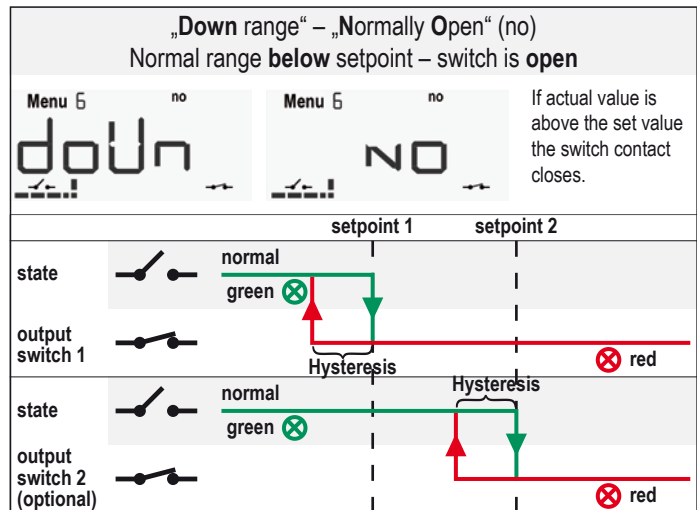 „Down range“ – „Normally Open“ (no)
Normal range below setpoint – switch is open
Menu 6 no
doUn
Menu 6 no
NO
If actual value is
above the set value
the switch contact
closes.
setpoint 1 setpoint 2
state
normal
green
output
switch 1
Hysteresis
red
state
normal
green
Hysteresis
output
switch 2
(optional)
red